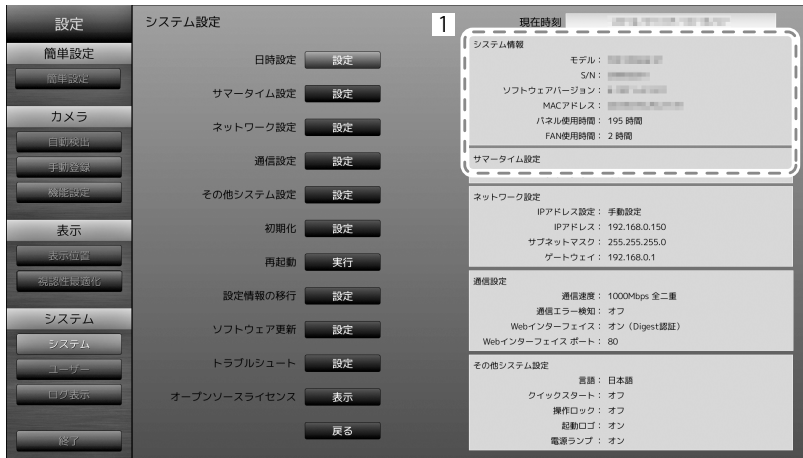 設定
簡単設定
簡単設定
カメラ
自動検出
手動登録
機能設定
表示
表示位置
視認性最適化
システム
システム
ユーザー
ログ表示
終了
システム設定
日時設定 設定
サマータイム設定 設定
ネットワーク設定 設定
通信設定 設定
その他システム設定 設定
初期化 設定
再起動 実行
設定情報の移行 設定
ソフトウェア更新 設定
トラブルシュート 設定
オープンソースライセンス 表示
戻る
1
現在時刻
システム情報
モデル：
S/N：
ソフトウェアバージョン：
MACアドレス：
パネル使用時間： 195 時間
FAN使用時間： 2 時間
サマータイム設定
ネットワーク設定
IPアドレス設定： 手動設定
IPアドレス： 192.168.0.150
サブネットマスク： 255.255.255.0
ゲートウェイ： 192.168.0.1
通信設定
通信速度： 1000Mbps 全二重
通信エラー検知： オフ
Webインターフェイス： オン（Digest認証）
Webインターフェイス ポート： 80
その他システム設定
言語： 日本語
クイックスタート： オフ
操作ロック： オフ
起動ロゴ： オン
電源ランプ： オン